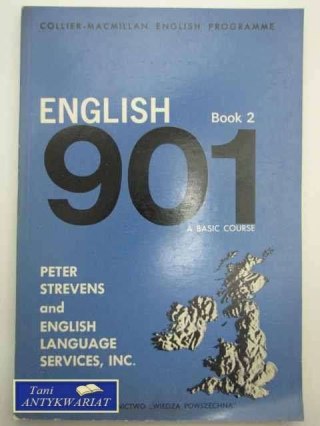 COLLIER-MACMILLAN ENGLISH PROGRAMME
ENGLISH Book 2
901
A BASIC COURSE
PETER
STREVENS
and
ENGLISH
LANGUAGE
SERVICES, INC.
NICTWO „WIEDZA POWSZECHNA"
Tani
ANTYKWARIAT